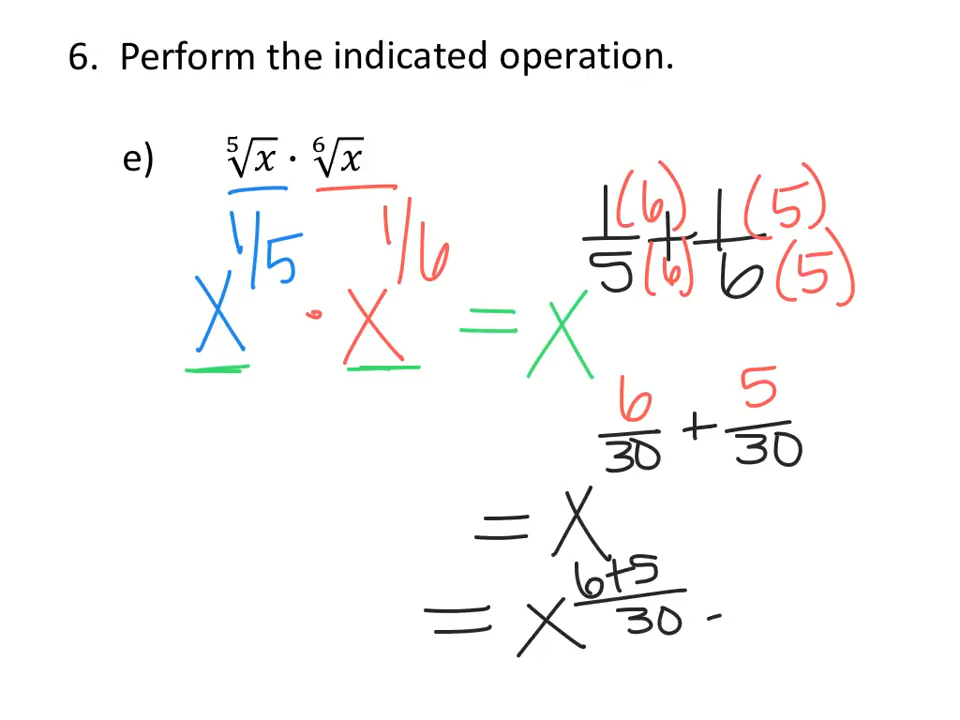 6. Perform the indicated operation.
e) ⁵√x · ⁶√x
x^(1/5) · x^(1/6) = x^(1(6)/5(6) + 1(5)/6(5))
= x^(6/30 + 5/30)
= x^((6+5)/30) -